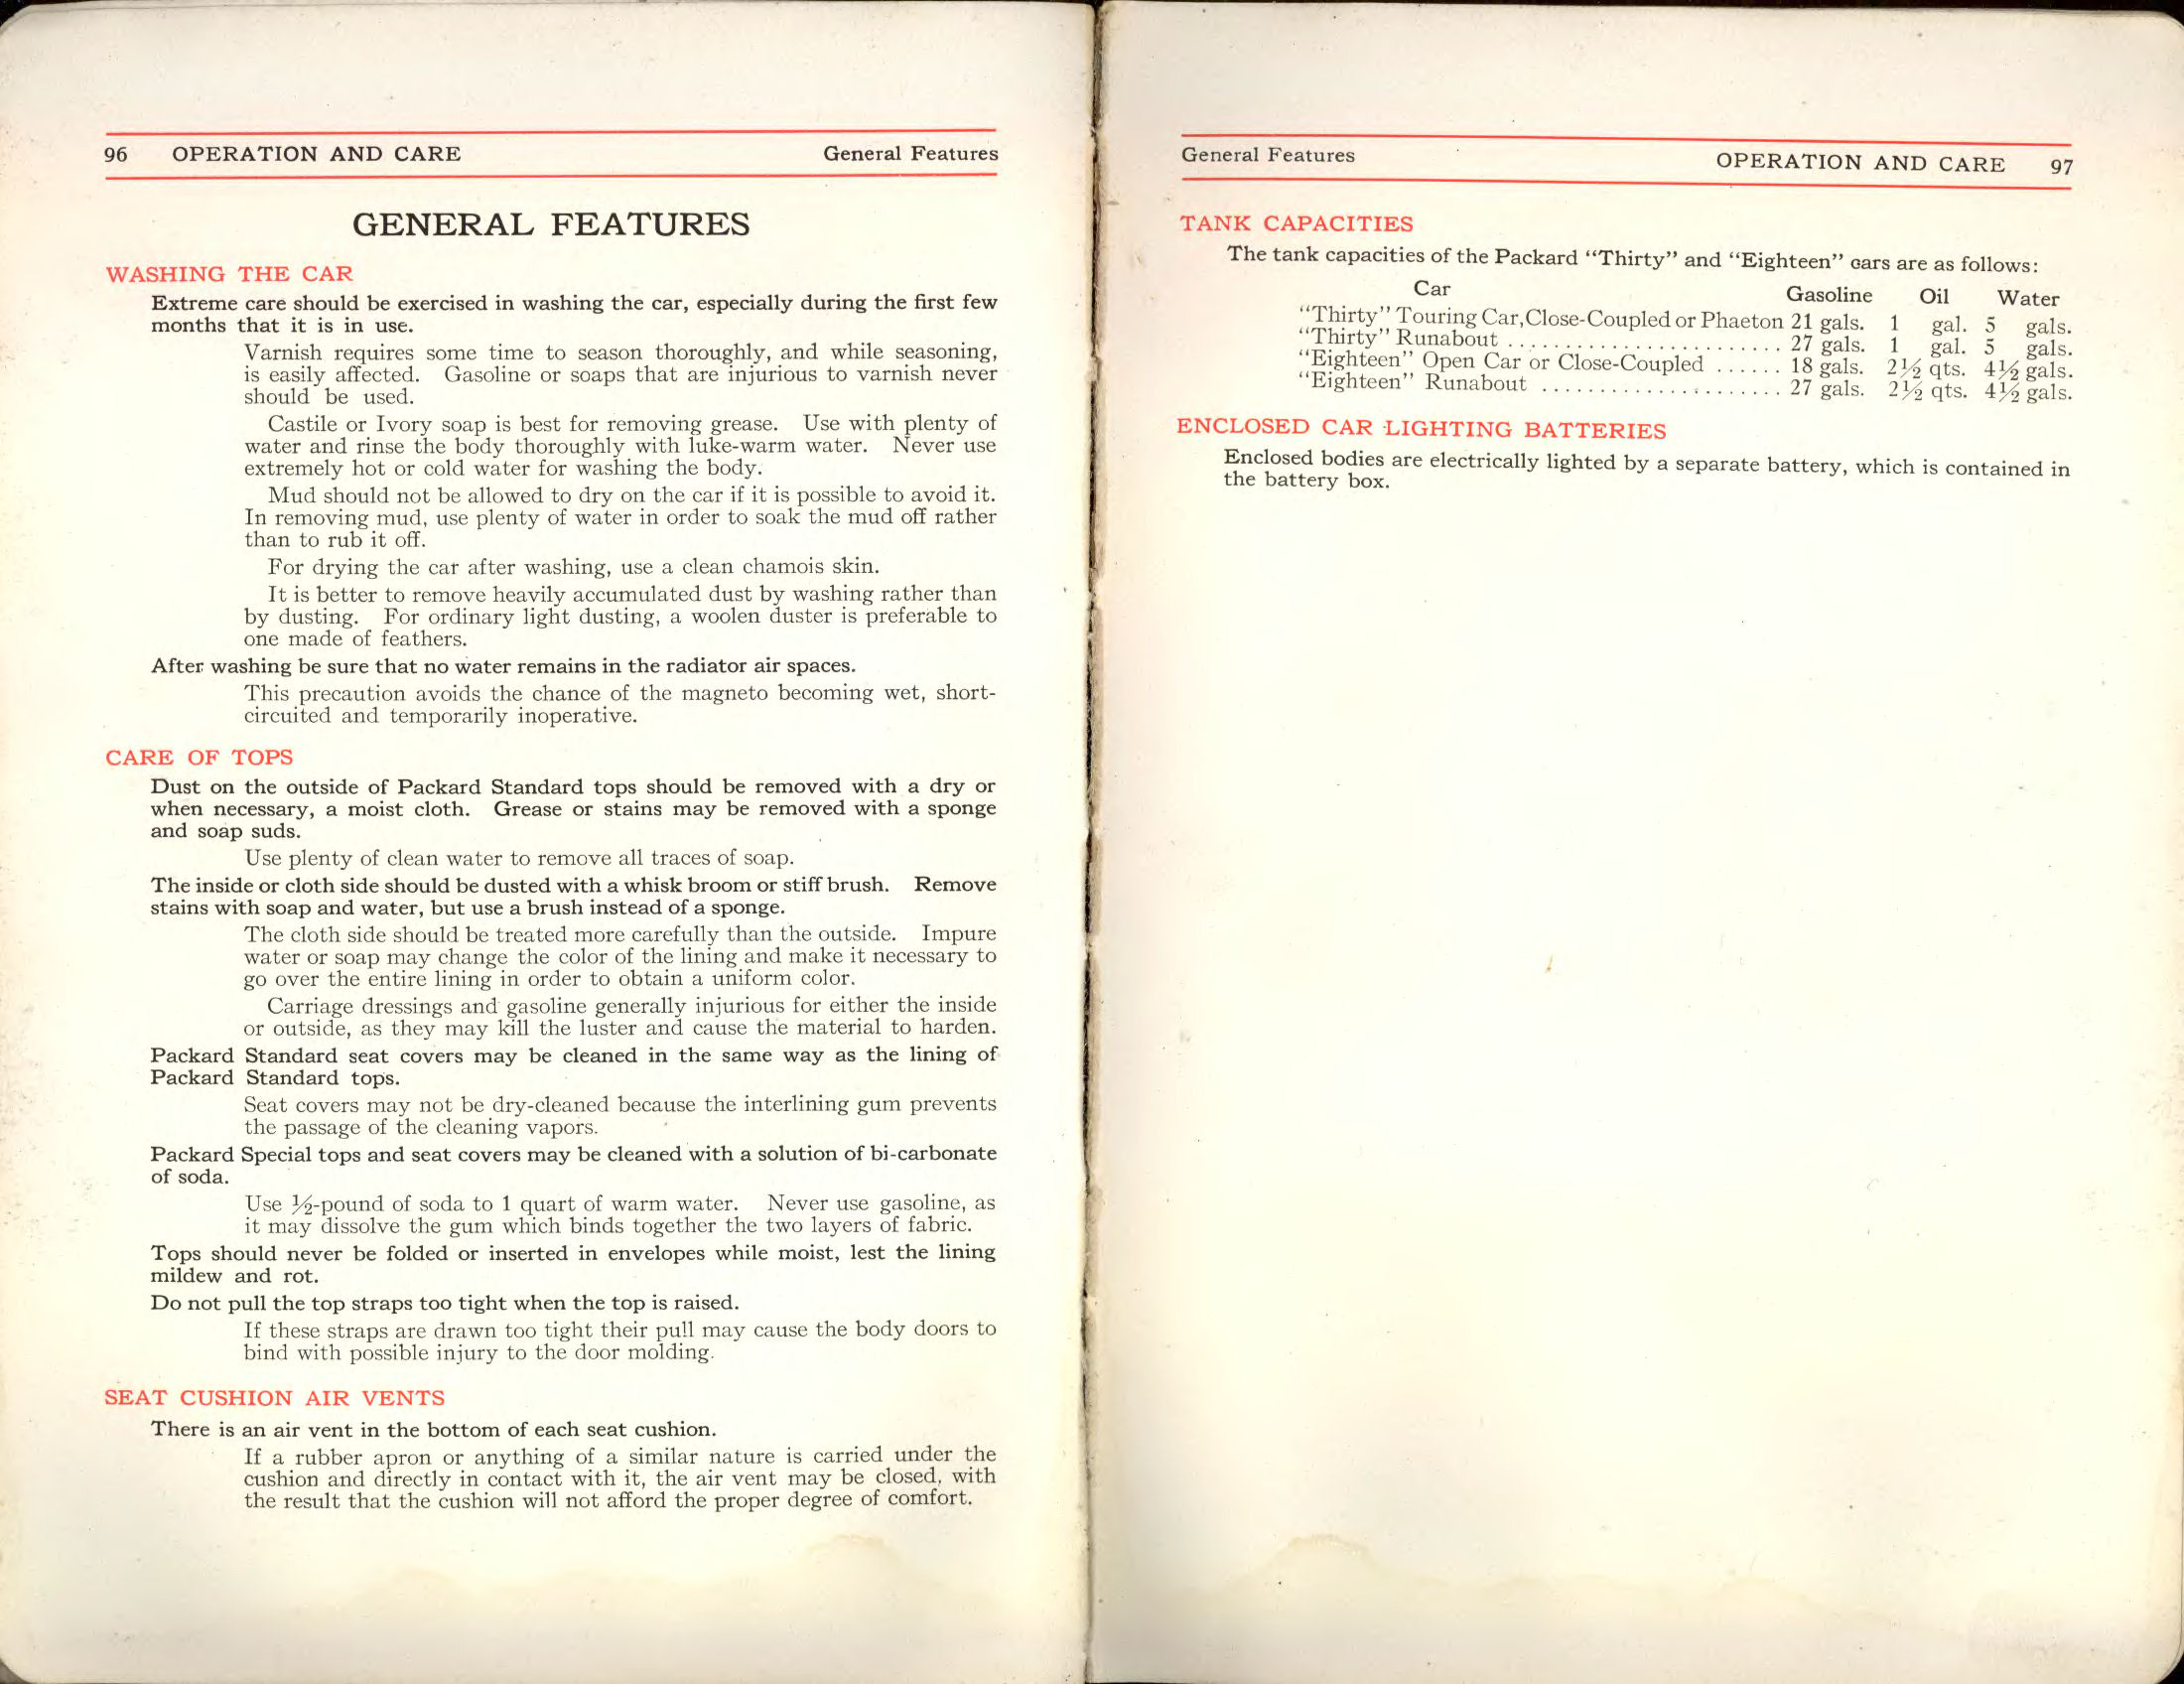 96 OPERATION AND CARE General Features
GENERAL FEATURES
WASHING THE CAR
Extreme care should be exercised in washing the car, especially during the first few
months that it is in use.
Varnish requires some time to season thoroughly, and while seasoning,
is easily affected. Gasoline or soaps that are injurious to varnish never
should be used.
Castile or Ivory soap is best for removing grease. Use with plenty of
water and rinse the body thoroughly with luke-warm water. Never use
extremely hot or cold water for washing the body.
Mud should not be allowed to dry on the car if it is possible to avoid it.
In removing mud, use plenty of water in order to soak the mud off rather
than to rub it off.
For drying the car after washing, use a clean chamois skin.
It is better to remove heavily accumulated dust by washing rather than
by dusting. For ordinary light dusting, a woolen duster is preferable to
one made of feathers.
After washing be sure that no water remains in the radiator air spaces.
This precaution avoids the chance of the magneto becoming wet, short-
circuited and temporarily inoperative.
CARE OF TOPS
Dust on the outside of Packard Standard tops should be removed with a dry or
when necessary, a moist cloth. Grease or stains may be removed with a sponge
and soap suds.
Use plenty of clean water to remove all traces of soap.
The inside or cloth side should be dusted with a whisk broom or stiff brush. Remove
stains with soap and water, but use a brush instead of a sponge.
The cloth side should be treated more carefully than the outside. Impure
water or soap may change the color of the lining and make it necessary to
go over the entire lining in order to obtain a uniform color.
Carriage dressings and gasoline generally injurious for either the inside
or outside, as they may kill the luster and cause the material to harden.
Packard Standard seat covers may be cleaned in the same way as the lining of
Packard Standard tops.
Seat covers may not be dry-cleaned because the interlining gum prevents
the passage of the cleaning vapors.
Packard Special tops and seat covers may be cleaned with a solution of bi-carbonate
of soda.
Use ½-pound of soda to 1 quart of warm water. Never use gasoline, as
it may dissolve the gum which binds together the two layers of fabric.
Tops should never be folded or inserted in envelopes while moist, lest the lining
mildew and rot.
Do not pull the top straps too tight when the top is raised.
If these straps are drawn too tight their pull may cause the body doors to
bind with possible injury to the door molding.
SEAT CUSHION AIR VENTS
There is an air vent in the bottom of each seat cushion.
If a rubber apron or anything of a similar nature is carried under the
cushion and directly in contact with it, the air vent may be closed, with
the result that the cushion will not afford the proper degree of comfort.
General Features OPERATION AND CARE 97
TANK CAPACITIES
The tank capacities of the Packard "Thirty" and "Eighteen" cars are as follows:
Car Gasoline Oil Water
"Thirty" Touring Car, Close-Coupled or Phaeton 21 gals. 1 gal. 5 gals.
"Thirty" Runabout ........................ 27 gals. 1 gal. 5 gals.
"Eighteen" Open Car or Close-Coupled ...... 18 gals. 2½ qts. 4½ gals.
"Eighteen" Runabout ..................... 27 gals. 2½ qts. 4½ gals.
ENCLOSED CAR LIGHTING BATTERIES
Enclosed bodies are electrically lighted by a separate battery, which is contained in
the battery box.